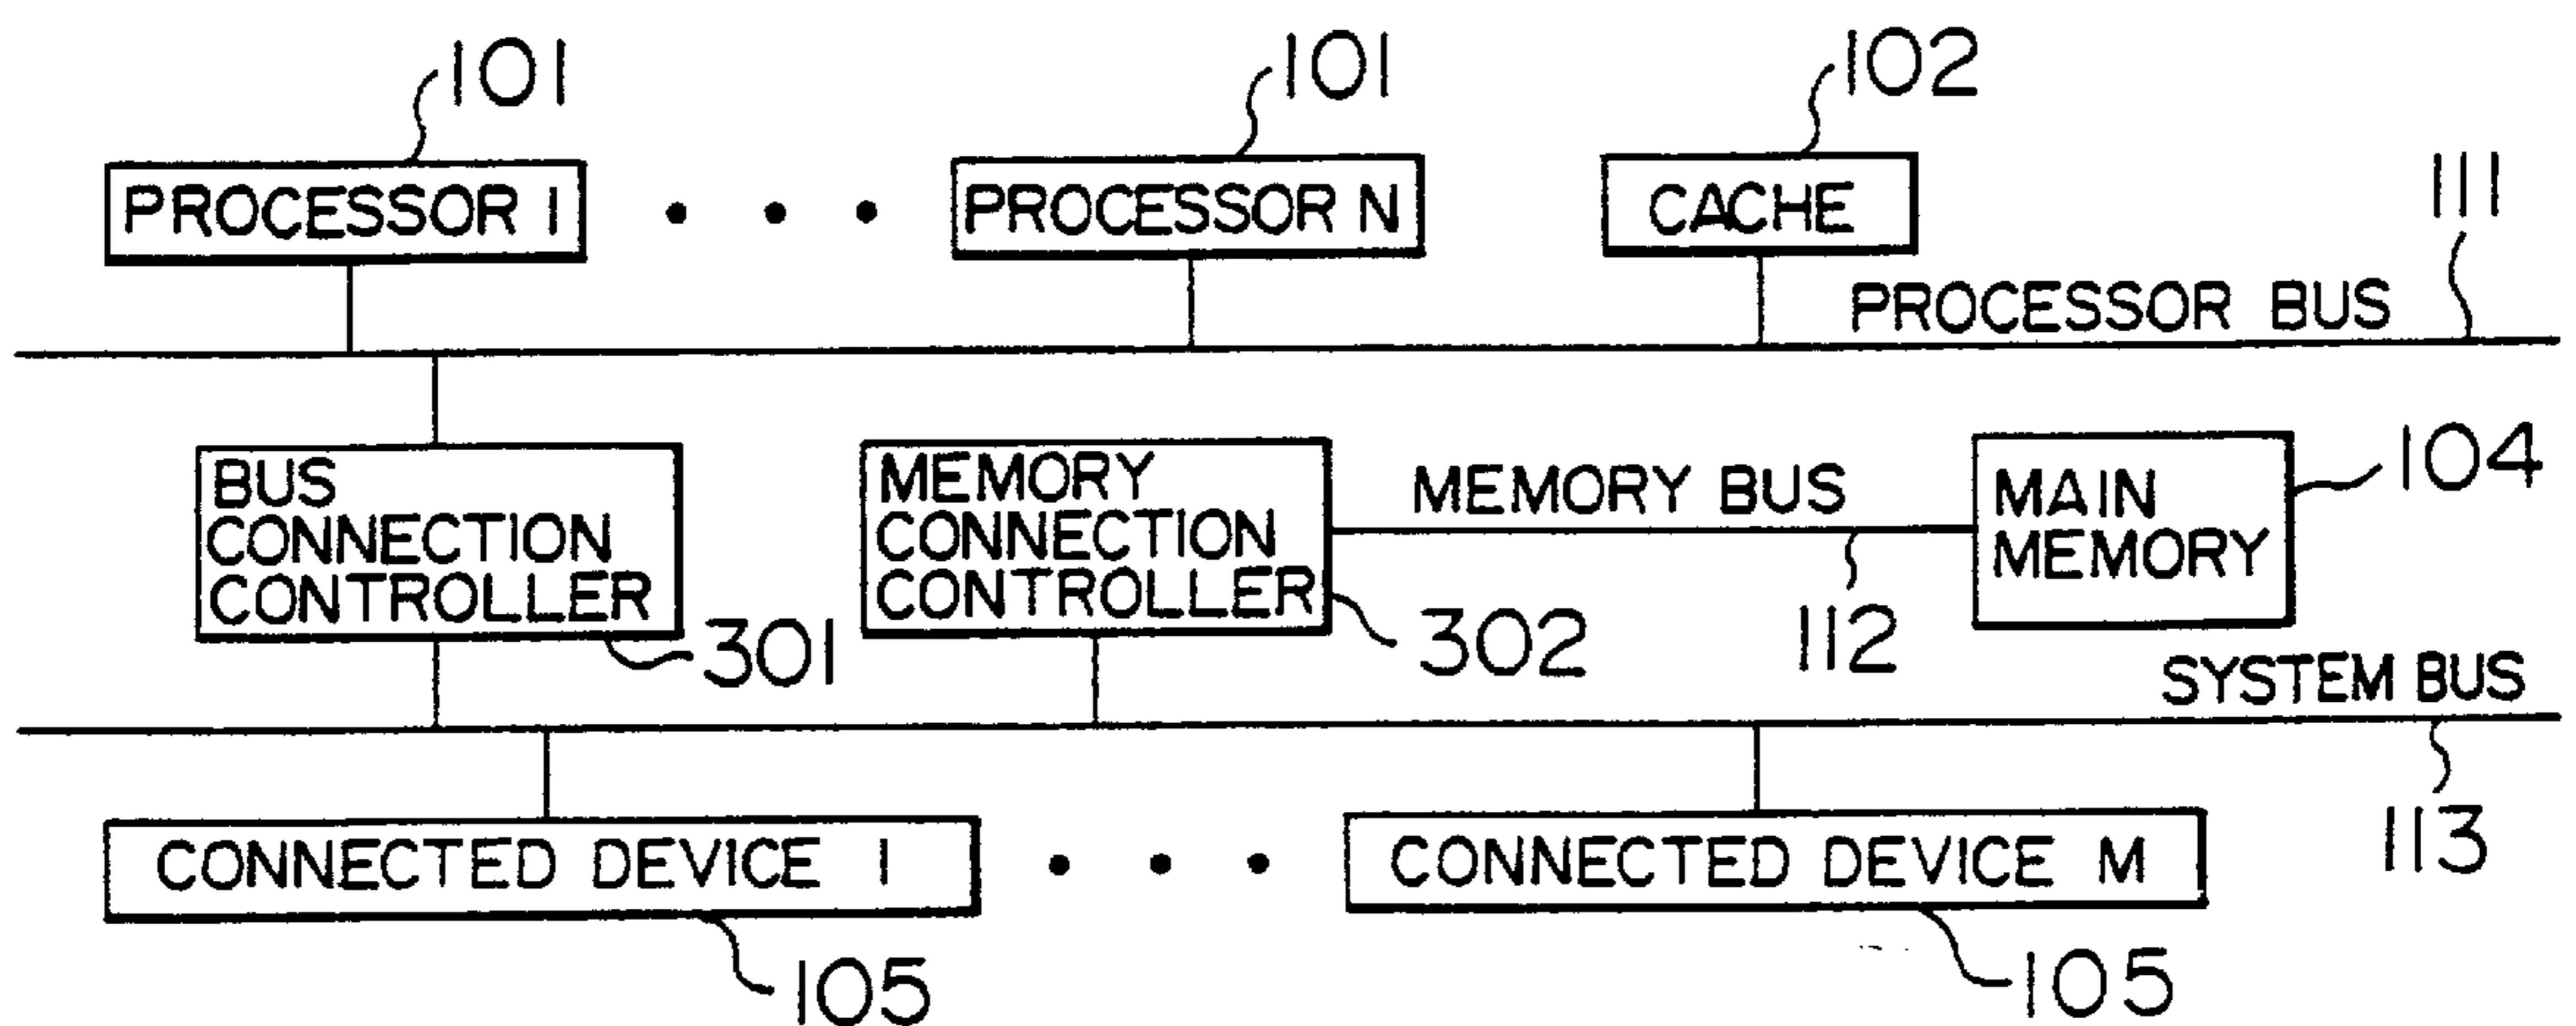 101
101
102
PROCESSOR 1
PROCESSOR N
CACHE
111
PROCESSOR BUS
BUS
CONNECTION
CONTROLLER
301
MEMORY
CONNECTION
CONTROLLER
302
MEMORY BUS
112
MAIN
MEMORY
104
SYSTEM BUS
113
CONNECTED DEVICE 1
CONNECTED DEVICE M
105
105